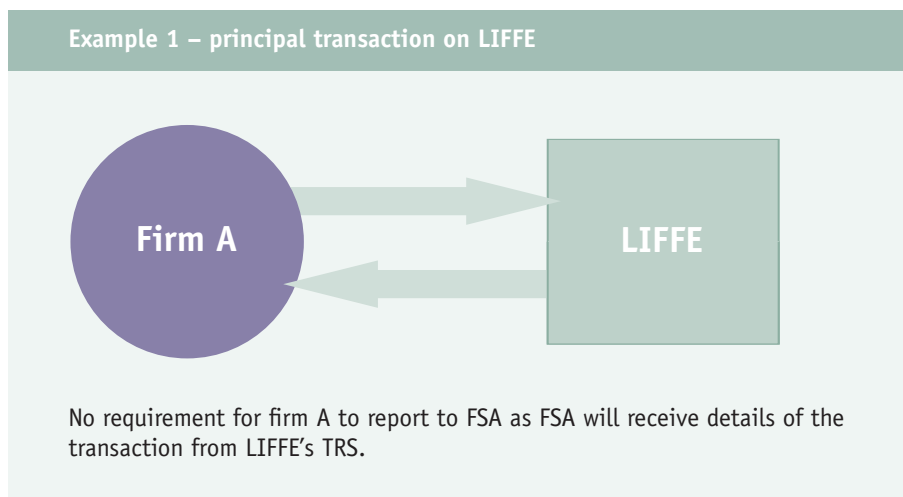 Example 1 – principal transaction on LIFFE
Firm A
LIFFE
No requirement for firm A to report to FSA as FSA will receive details of the
transaction from LIFFE’s TRS.